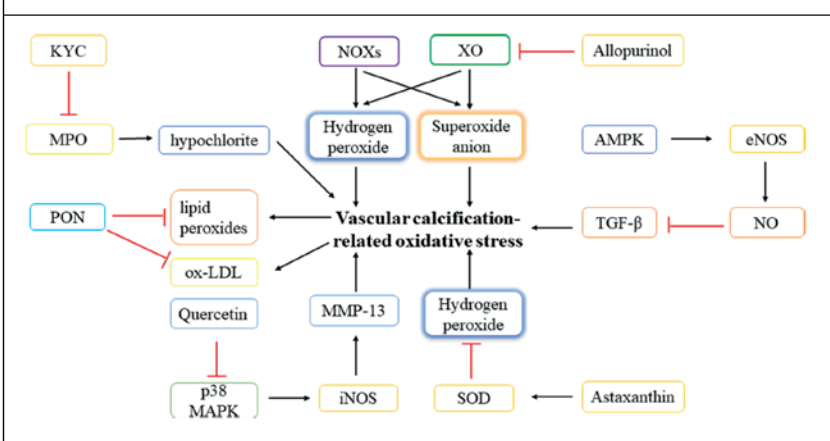 KYC
NOXs
XO
Allopurinol
MPO
hypochlorite
Hydrogen
peroxide
Superoxide
anion
AMPK
eNOS
PON
lipid
peroxides
Vascular calcification-
related oxidative stress
TGF-β
NO
ox-LDL
Quercetin
MMP-13
Hydrogen
peroxide
p38
MAPK
iNOS
SOD
Astaxanthin